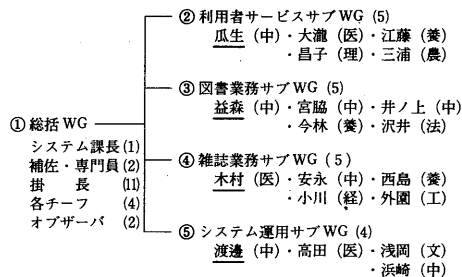 ② 利用者サービスサブWG (5)
瓜生（中）・大瀧（医）・江藤（養）
・昌子（理）・三浦（農）
③ 図書業務サブWG (5)
益森（中）・宮脇（中）・井ノ上（中）
・今林（養）・沢井（法）
① 総括WG
システム課長 (1)
補佐・専門員 (2)
掛　長 (11)
各チーフ (4)
オブザーバ (2)
④ 雑誌業務サブWG (5)
木村（医）・安永（中）・西島（養）
・小川（経）・外園（工）
⑤ システム運用サブWG (4)
渡邊（中）・高田（医）・浅岡（文）
・浜崎（中）